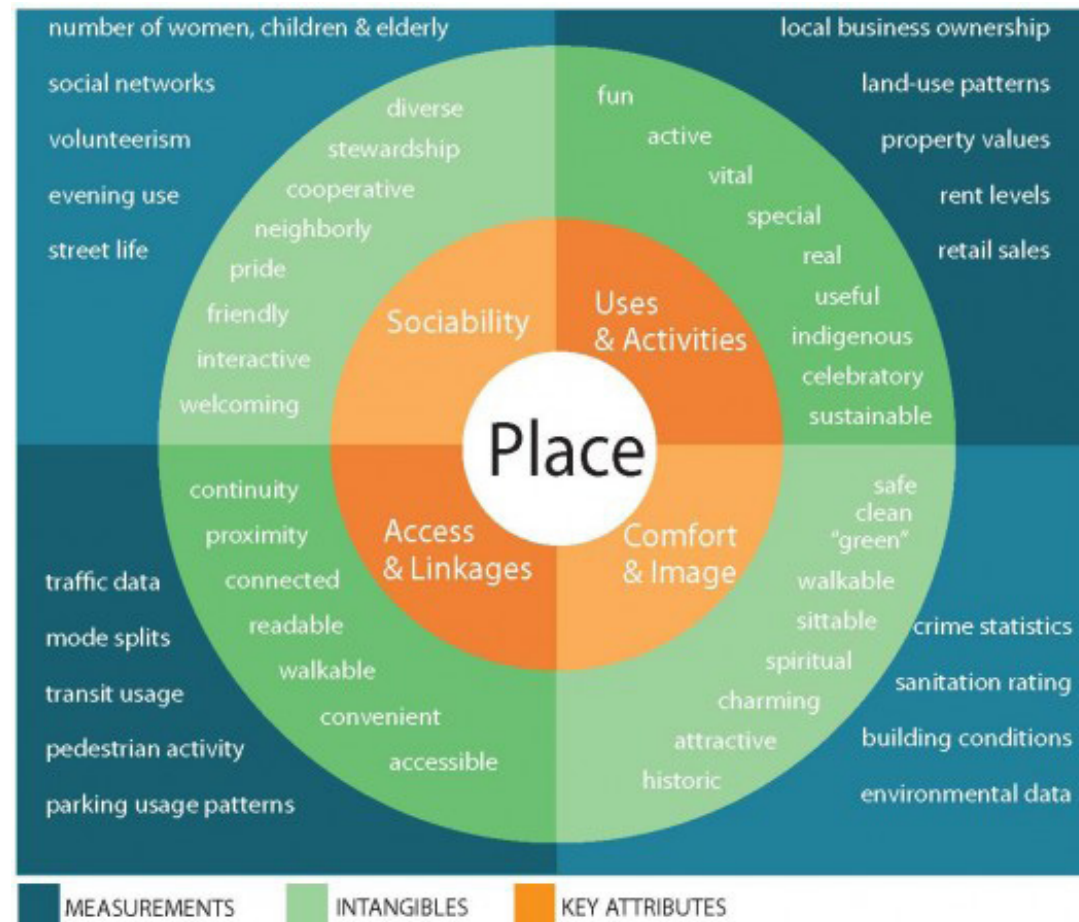 number of women, children & elderly
social networks
volunteerism
evening use
street life
diverse
stewardship
cooperative
neighborly
pride
friendly
interactive
welcoming
Sociability
local business ownership
land-use patterns
property values
rent levels
retail sales
fun
active
vital
special
real
useful
indigenous
celebratory
sustainable
Uses
& Activities
Place
continuity
proximity
connected
readable
walkable
convenient
accessible
Access
& Linkages
traffic data
mode splits
transit usage
pedestrian activity
parking usage patterns
Comfort
& Image
safe
clean
"green"
walkable
sittable
spiritual
charming
attractive
historic
crime statistics
sanitation rating
building conditions
environmental data
MEASUREMENTS
INTANGIBLES
KEY ATTRIBUTES